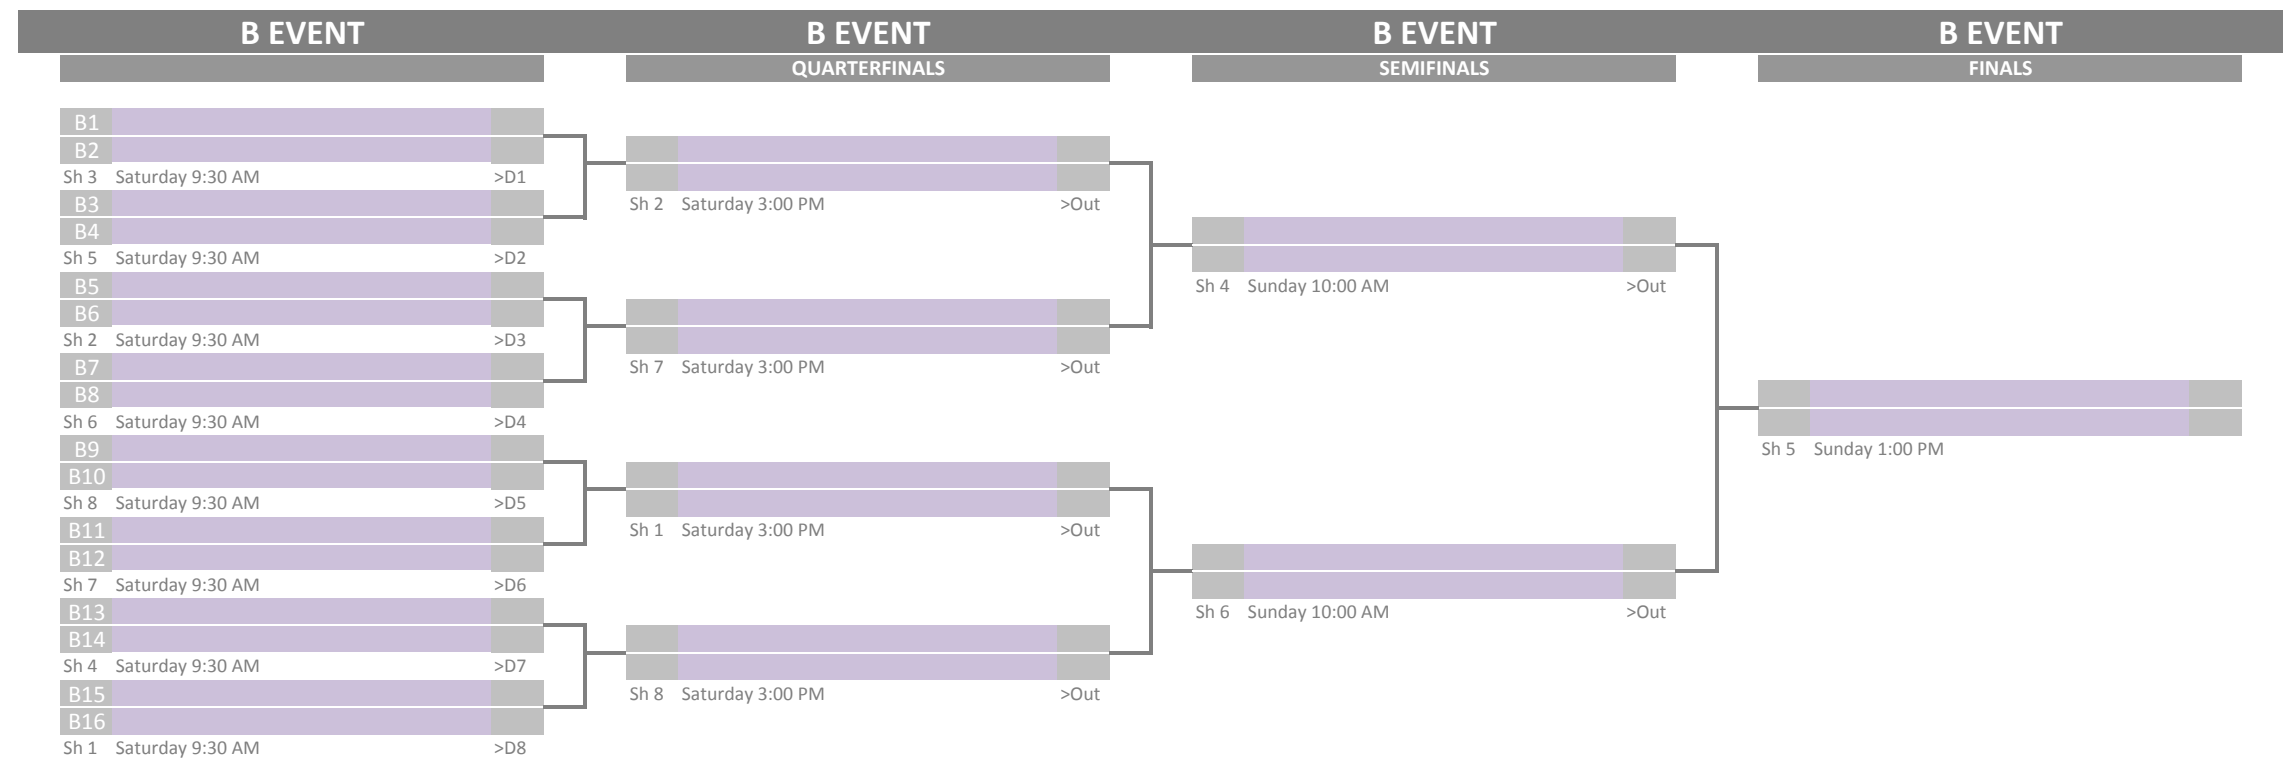 B EVENT B EVENT B EVENT B EVENT
QUARTERFINALS SEMIFINALS FINALS
B1
B2
Sh 3 Saturday 9:30 AM >D1
B3
B4
Sh 5 Saturday 9:30 AM >D2
B5
B6
Sh 2 Saturday 9:30 AM >D3
B7
B8
Sh 6 Saturday 9:30 AM >D4
B9
B10
Sh 8 Saturday 9:30 AM >D5
B11
B12
Sh 7 Saturday 9:30 AM >D6
B13
B14
Sh 4 Saturday 9:30 AM >D7
B15
B16
Sh 1 Saturday 9:30 AM >D8
Sh 2 Saturday 3:00 PM >Out
Sh 7 Saturday 3:00 PM >Out
Sh 1 Saturday 3:00 PM >Out
Sh 8 Saturday 3:00 PM >Out
Sh 4 Sunday 10:00 AM >Out
Sh 6 Sunday 10:00 AM >Out
Sh 5 Sunday 1:00 PM